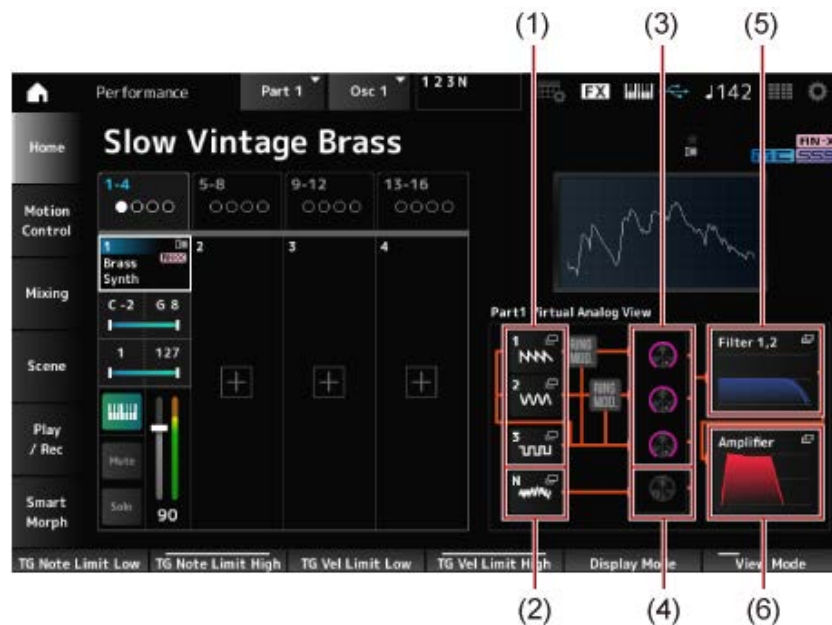 (1) (3) (5)
Performance Part 1 Osc 1 1 2 3 N FX ♩142
Home
Slow Vintage Brass
1-4 5-8 9-12 13-16
Motion
Control
1 2 3 4
Brass
Synth
Mixing
C -2 G 8
Part1 Virtual Analog View
1 127
Scene
1 RING
MOD.
Filter 1,2
2 RING
MOD.
Play
/ Rec
Mute
3
Amplifier
Smart
Morph
Solo
90
N
TG Note Limit Low TG Note Limit High TG Vel Limit Low TG Vel Limit High Display Mode View Mode
(2) (4) (6)